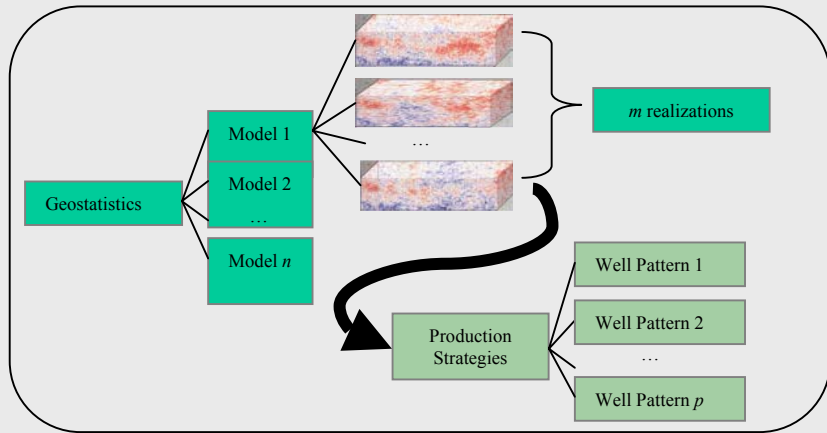 Geostatistics
Model 1
Model 2
…
Model n
…
m realizations
Production
Strategies
Well Pattern 1
Well Pattern 2
…
Well Pattern p